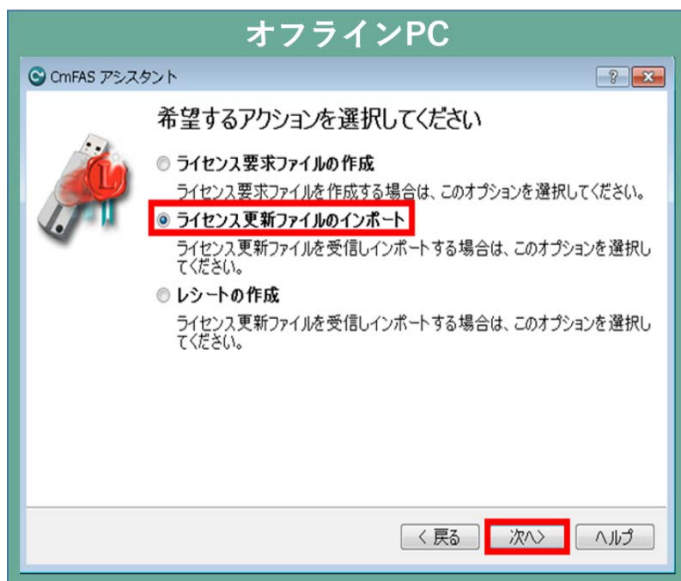 オフラインPC
CmFAS アシスタント
希望するアクションを選択してください
ライセンス要求ファイルの作成
ライセンス要求ファイルを作成する場合は、このオプションを選択してください。
ライセンス更新ファイルのインポート
ライセンス更新ファイルを受信しインポートする場合は、このオプションを選択し
てください。
レシートの作成
ライセンス更新ファイルを受信しインポートする場合は、このオプションを選択し
てください。
L
< 戻る 次へ> ヘルプ